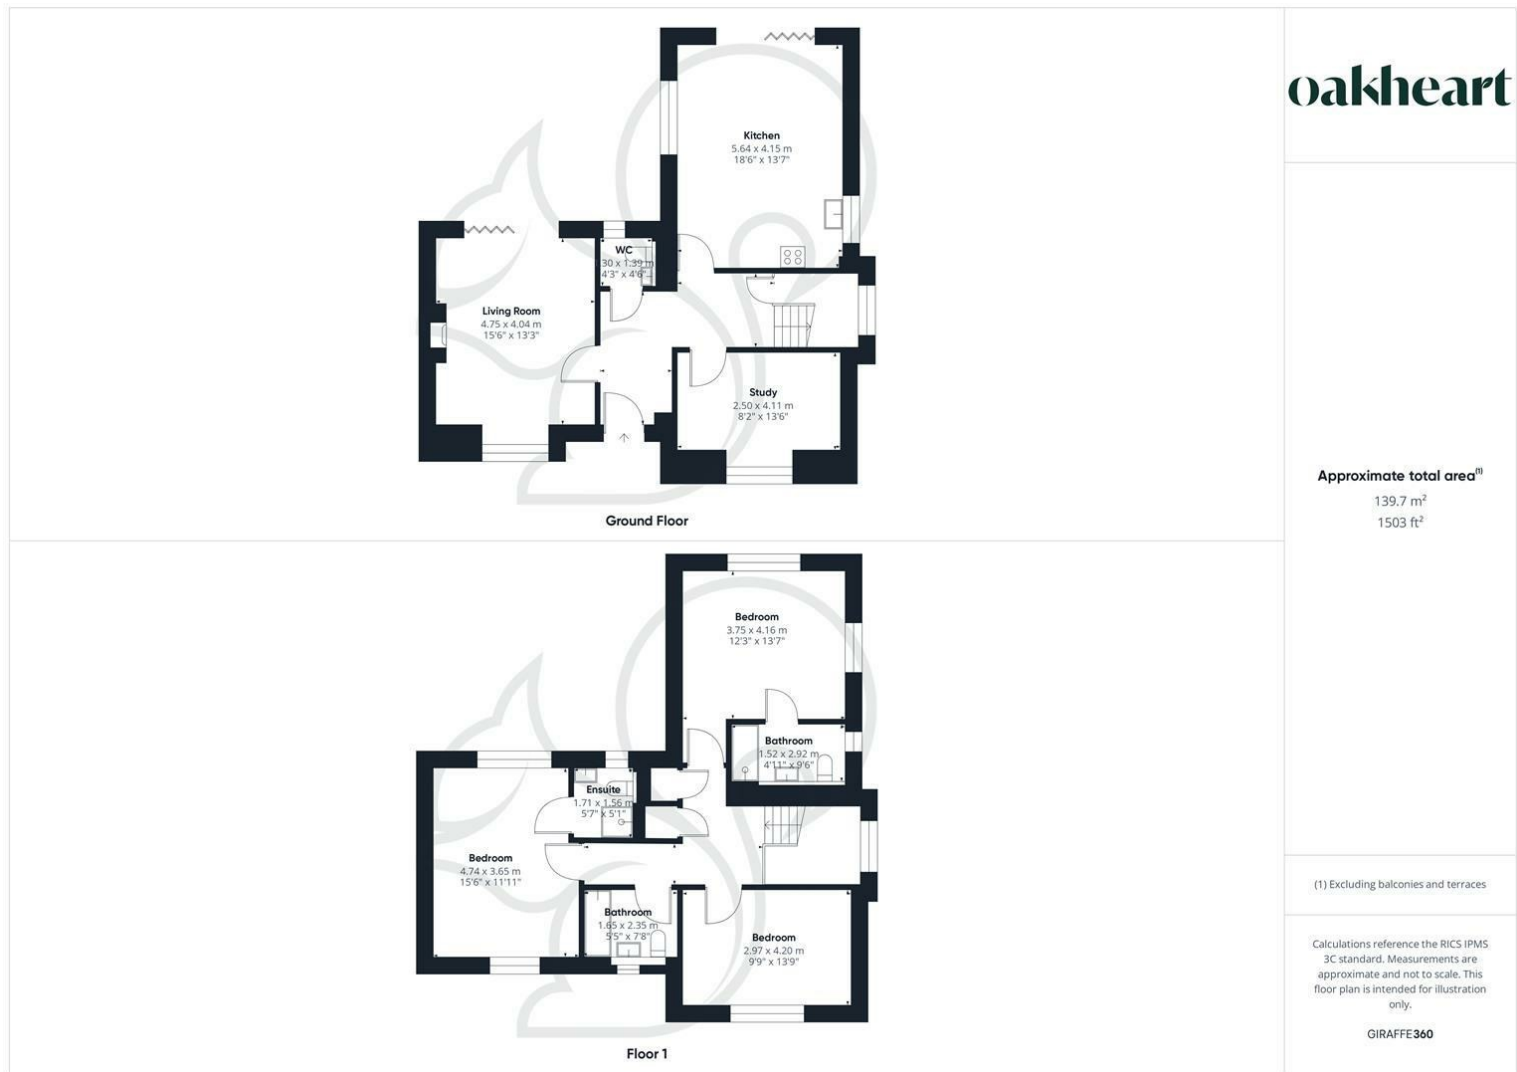 oakheart
Kitchen
5.64 x 4.15 m
18'6" x 13'7"
WC
30 x 1.39 m
4'3" x 4'6"
Living Room
4.75 x 4.04 m
15'6" x 13'3"
Study
2.50 x 4.11 m
8'2" x 13'6"
Ground Floor
Approximate total area(1)
139.7 m²
1503 ft²
Bedroom
3.75 x 4.16 m
12'3" x 13'7"
Bathroom
1.52 x 2.92 m
4'11" x 9'6"
Ensuite
1.71 x 1.56 m
5'7" x 5'1"
Bedroom
4.74 x 3.65 m
15'6" x 11'11"
Bathroom
1.65 x 2.35 m
5'5" x 7'8"
Bedroom
2.97 x 4.20 m
9'9" x 13'9"
Floor 1
(1) Excluding balconies and terraces
Calculations reference the RICS IPMS
3C standard. Measurements are
approximate and not to scale. This
floor plan is intended for illustration
only.
GIRAFFE360